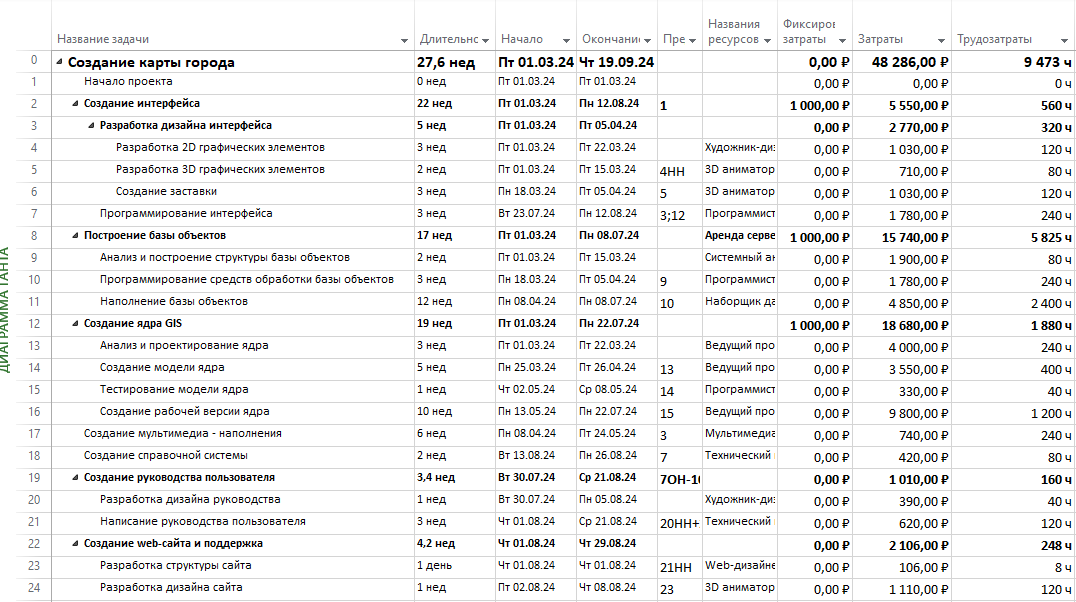 Название задачи Длительнс Начало Окончани Пре Названия ресурсов Фиксиров затраты Затраты Трудозатраты
0 Создание карты города 27,6 нед Пт 01.03.24 Чт 19.09.24 0,00 ₽ 48 286,00 ₽ 9 473 ч
1 Начало проекта 0 нед Пт 01.03.24 Пт 01.03.24 0,00 ₽ 0,00 ₽ 0 ч
2 Создание интерфейса 22 нед Пт 01.03.24 Пн 12.08.24 1 1 000,00 ₽ 5 550,00 ₽ 560 ч
3 Разработка дизайна интерфейса 5 нед Пт 01.03.24 Пт 05.04.24 0,00 ₽ 2 770,00 ₽ 320 ч
4 Разработка 2D графических элементов 3 нед Пт 01.03.24 Пт 22.03.24 Художник-диз 0,00 ₽ 1 030,00 ₽ 120 ч
5 Разработка 3D графических элементов 2 нед Пт 01.03.24 Пт 15.03.24 4НН 3D аниматор 0,00 ₽ 710,00 ₽ 80 ч
6 Создание заставки 3 нед Пн 18.03.24 Пт 05.04.24 5 3D аниматор 0,00 ₽ 1 030,00 ₽ 120 ч
7 Программирование интерфейса 3 нед Вт 23.07.24 Пн 12.08.24 3;12 Программист 0,00 ₽ 1 780,00 ₽ 240 ч
8 Построение базы объектов 17 нед Пт 01.03.24 Пн 08.07.24 Аренда серве 1 000,00 ₽ 15 740,00 ₽ 5 825 ч
9 Анализ и построение структуры базы объектов 2 нед Пт 01.03.24 Пт 15.03.24 Системный ан 0,00 ₽ 1 900,00 ₽ 80 ч
10 Программирование средств обработки базы объектов 3 нед Пн 18.03.24 Пт 05.04.24 9 Программист 0,00 ₽ 1 780,00 ₽ 240 ч
11 Наполнение базы объектов 12 нед Пн 08.04.24 Пн 08.07.24 10 Наборщик да 0,00 ₽ 4 850,00 ₽ 2 400 ч
12 Создание ядра GIS 19 нед Пт 01.03.24 Пн 22.07.24 1 000,00 ₽ 18 680,00 ₽ 1 880 ч
13 Анализ и проектирование ядра 3 нед Пт 01.03.24 Пт 22.03.24 Ведущий про 0,00 ₽ 4 000,00 ₽ 240 ч
14 Создание модели ядра 5 нед Пн 25.03.24 Пт 26.04.24 13 Ведущий про 0,00 ₽ 3 550,00 ₽ 400 ч
15 Тестирование модели ядра 1 нед Чт 02.05.24 Ср 08.05.24 14 Программист 0,00 ₽ 330,00 ₽ 40 ч
16 Создание рабочей версии ядра 10 нед Пн 13.05.24 Пн 22.07.24 15 Ведущий про 0,00 ₽ 9 800,00 ₽ 1 200 ч
17 Создание мультимедиа - наполнения 6 нед Пн 08.04.24 Пт 24.05.24 3 Мультимедиа 0,00 ₽ 740,00 ₽ 240 ч
18 Создание справочной системы 2 нед Вт 13.08.24 Пн 26.08.24 7 Технический 0,00 ₽ 420,00 ₽ 80 ч
19 Создание руководства пользователя 3,4 нед Вт 30.07.24 Ср 21.08.24 7ОН-10 0,00 ₽ 1 010,00 ₽ 160 ч
20 Разработка дизайна руководства 1 нед Вт 30.07.24 Пн 05.08.24 Художник-диз 0,00 ₽ 390,00 ₽ 40 ч
21 Написание руководства пользователя 3 нед Чт 01.08.24 Ср 21.08.24 20НН+ Технический 0,00 ₽ 620,00 ₽ 120 ч
22 Создание web-сайта и поддержка 4,2 нед Чт 01.08.24 Чт 29.08.24 0,00 ₽ 2 106,00 ₽ 248 ч
23 Разработка структуры сайта 1 день Чт 01.08.24 Чт 01.08.24 21НН Web-дизайне 0,00 ₽ 106,00 ₽ 8 ч
24 Разработка дизайна сайта 1 нед Пт 02.08.24 Чт 08.08.24 23 3D аниматор 0,00 ₽ 1 110,00 ₽ 120 ч
ДИАГРАММА ГАНТА